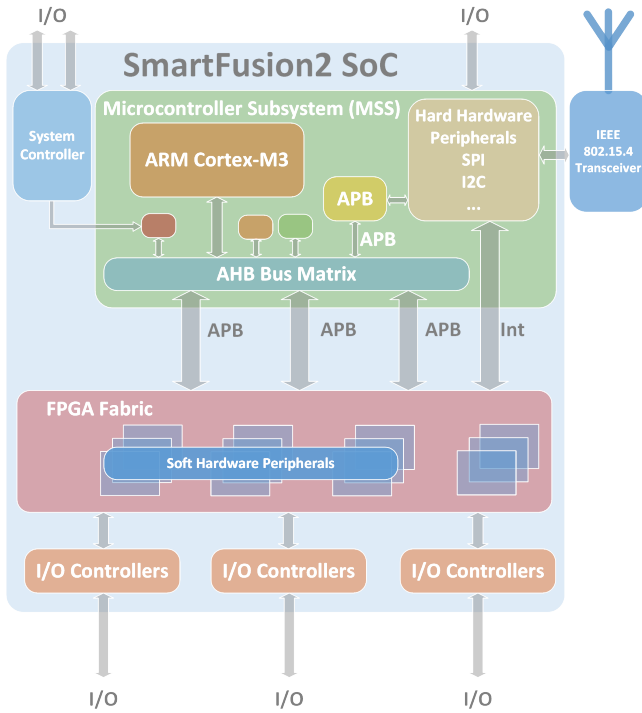 I/O
I/O
SmartFusion2 SoC
System
Controller
Microcontroller Subsystem (MSS)
ARM Cortex-M3
Hard Hardware
Peripherals
SPI
I2C
...
IEEE
802.15.4
Transceiver
APB
APB
AHB Bus Matrix
APB
APB
APB
Int
FPGA Fabric
Soft Hardware Peripherals
I/O Controllers
I/O Controllers
I/O Controllers
I/O
I/O
I/O